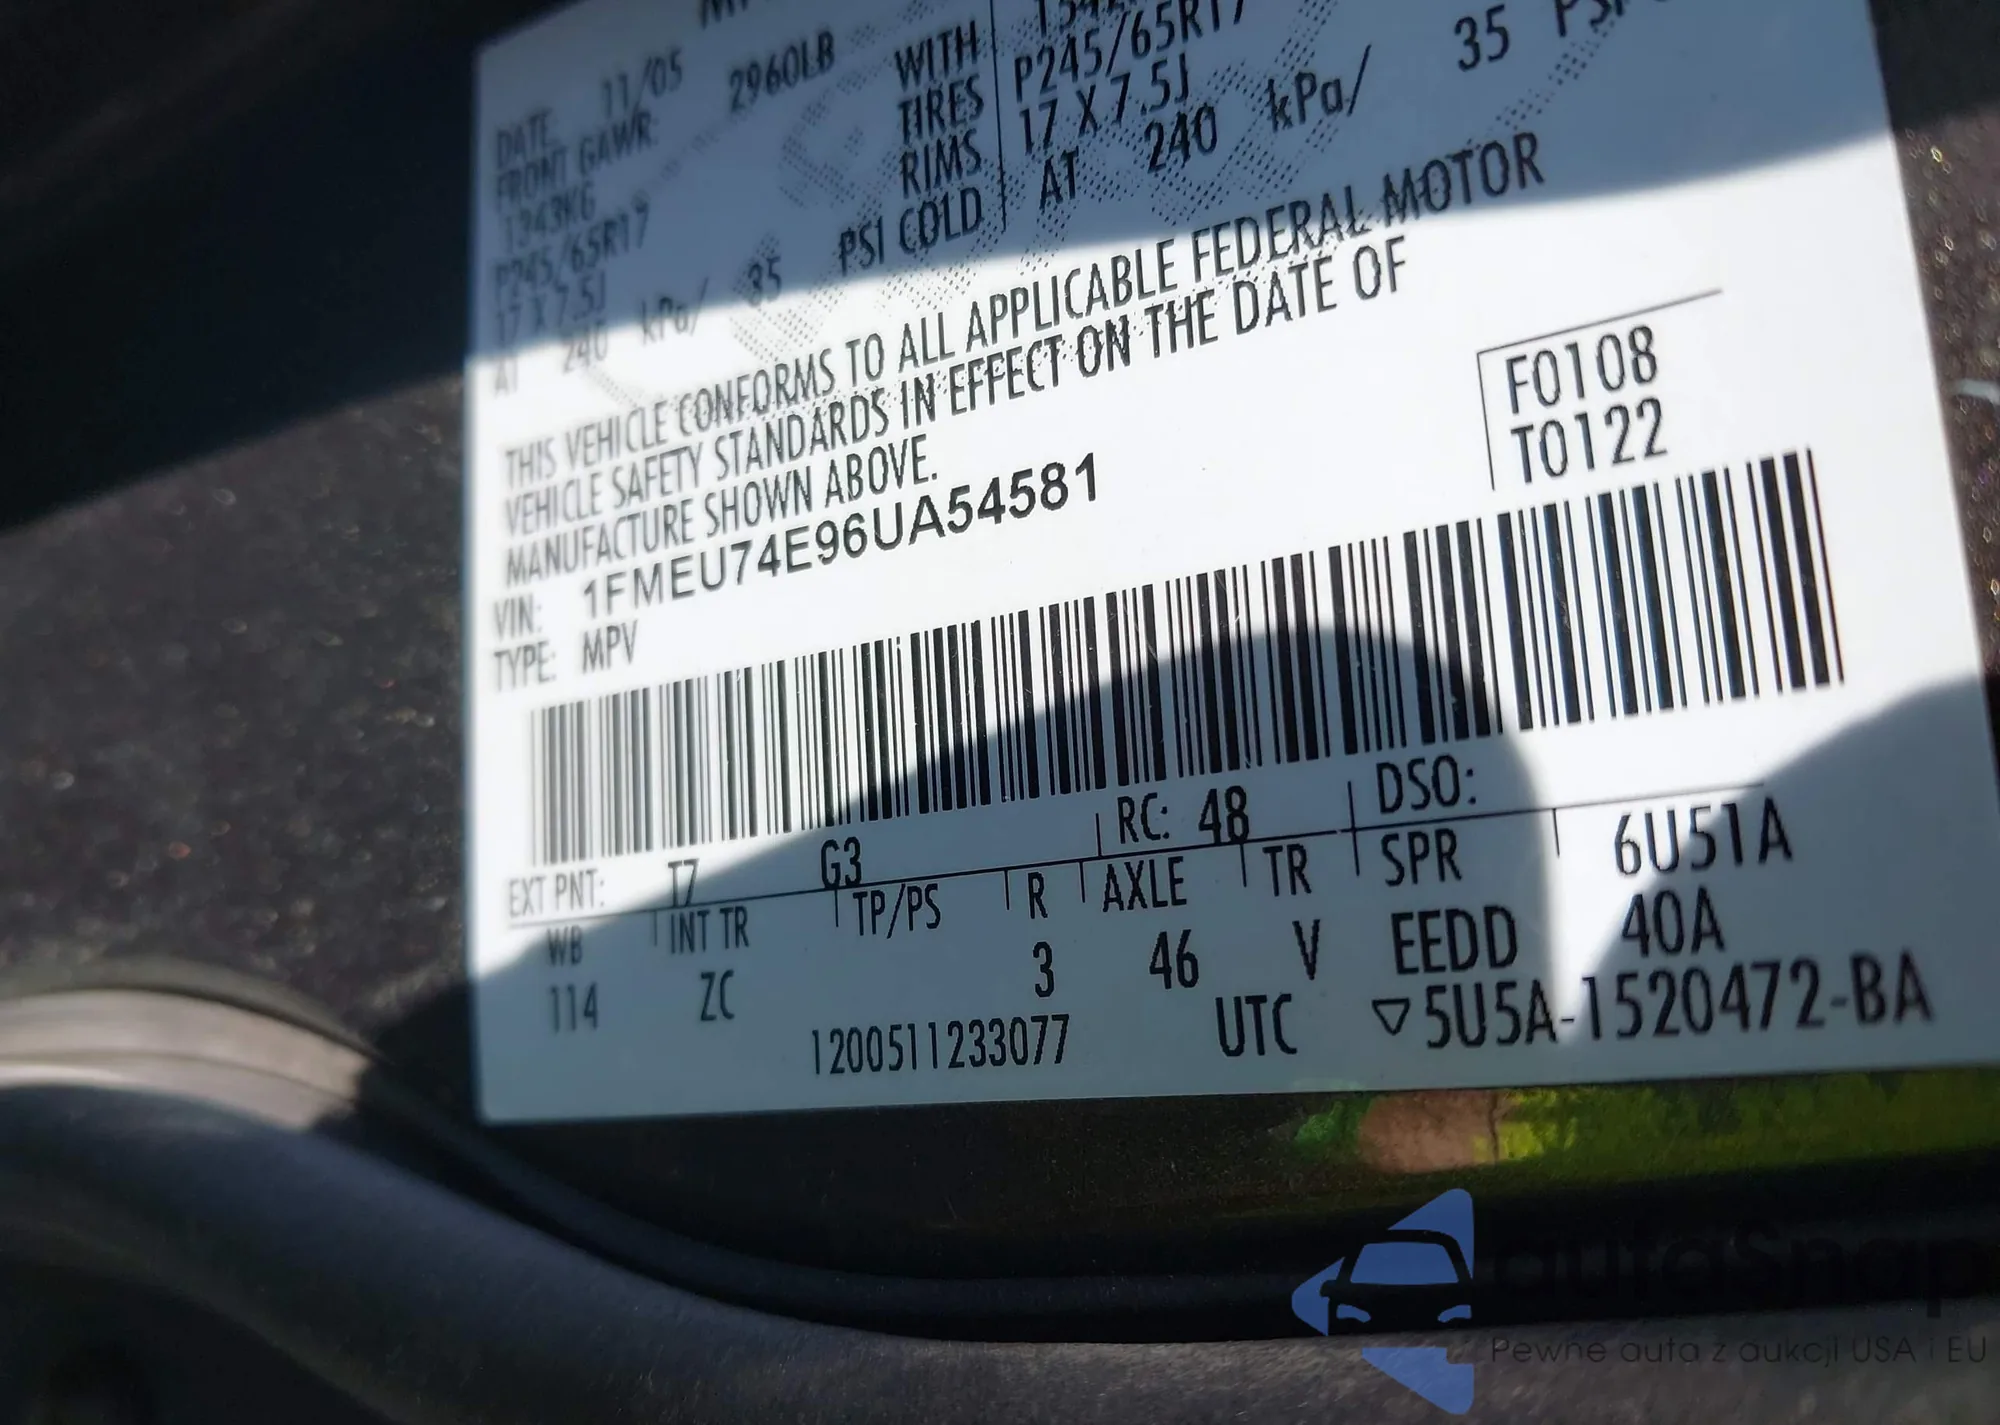 DATE 11/05
FRONT GAWR: 2960LB
1343KG
P245/65R17
17 X 7.5J
AT 240 kPa/ 35 PSI COLD
WITH
TIRES P245/65R17
RIMS 17 X 7.5J
AT 240 kPa/ 35
THIS VEHICLE CONFORMS TO ALL APPLICABLE FEDERAL MOTOR
VEHICLE SAFETY STANDARDS IN EFFECT ON THE DATE OF
MANUFACTURE SHOWN ABOVE.
VIN: 1FMEU74E96UA54581
TYPE: MPV
F0108
T0122
EXT PNT: T7 G3 RC: 48 DSO:
WB INT TR TP/PS R AXLE TR SPR 6U51A
114 ZC 3 46 V EEDD 40A
1200511233077 UTC ▽5U5A-1520472-BA
autaSnap
Pewne auta z aukcji USA i EU